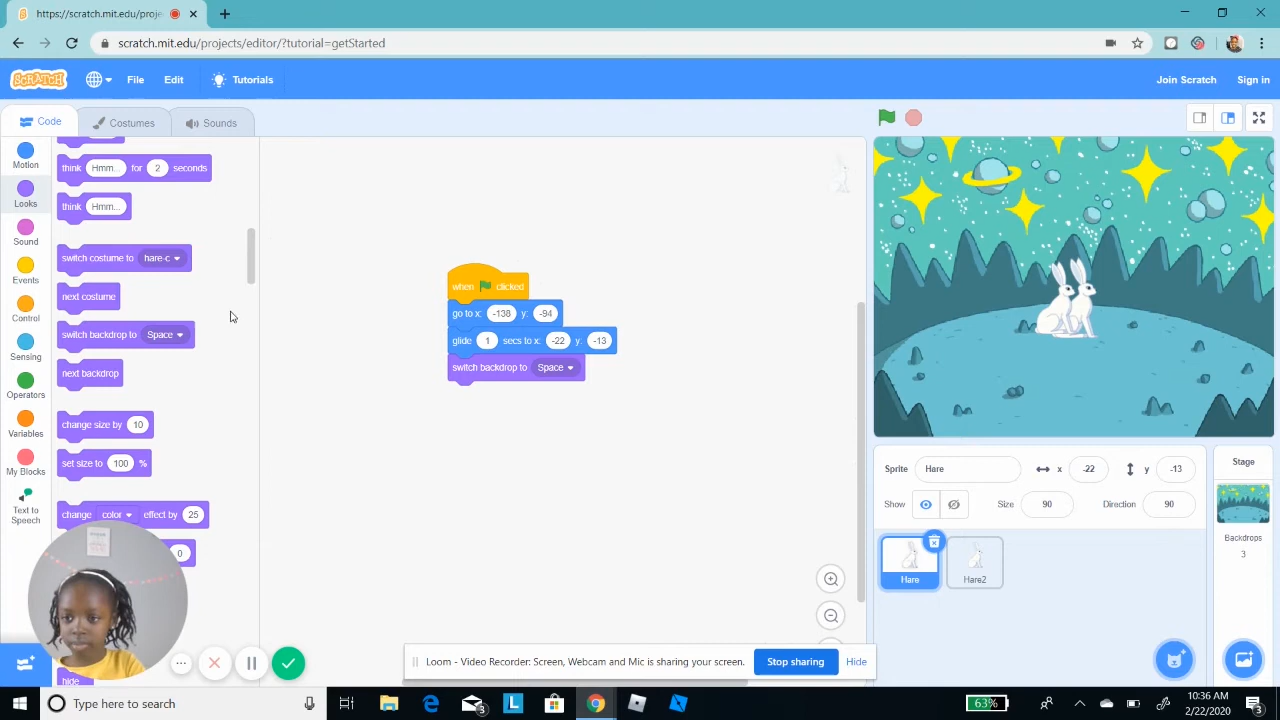 https://scratch.mit.edu/proje
scratch.mit.edu/projects/editor/?tutorial=getStarted
SCRATCH
File
Edit
Tutorials
Join Scratch
Sign in
Code
Costumes
Sounds
Motion
Looks
Sound
Events
Control
Sensing
Operators
Variables
My Blocks
Text to
Speech
think Hmm... for 2 seconds
think Hmm...
switch costume to hare-c
next costume
switch backdrop to Space
next backdrop
change size by 10
set size to 100 %
change color effect by 25
0
hide
when clicked
go to x: -138 y: -94
glide 1 secs to x: -22 y: -13
switch backdrop to Space
Sprite Hare x -22 y -13
Show Size 90 Direction 90
Hare
Hare2
Stage
Backdrops
3
Loom - Video Recorder: Screen, Webcam and Mic is sharing your screen.
Stop sharing
Hide
Type here to search
3
L
63%
10:36 AM
2/22/2020
3